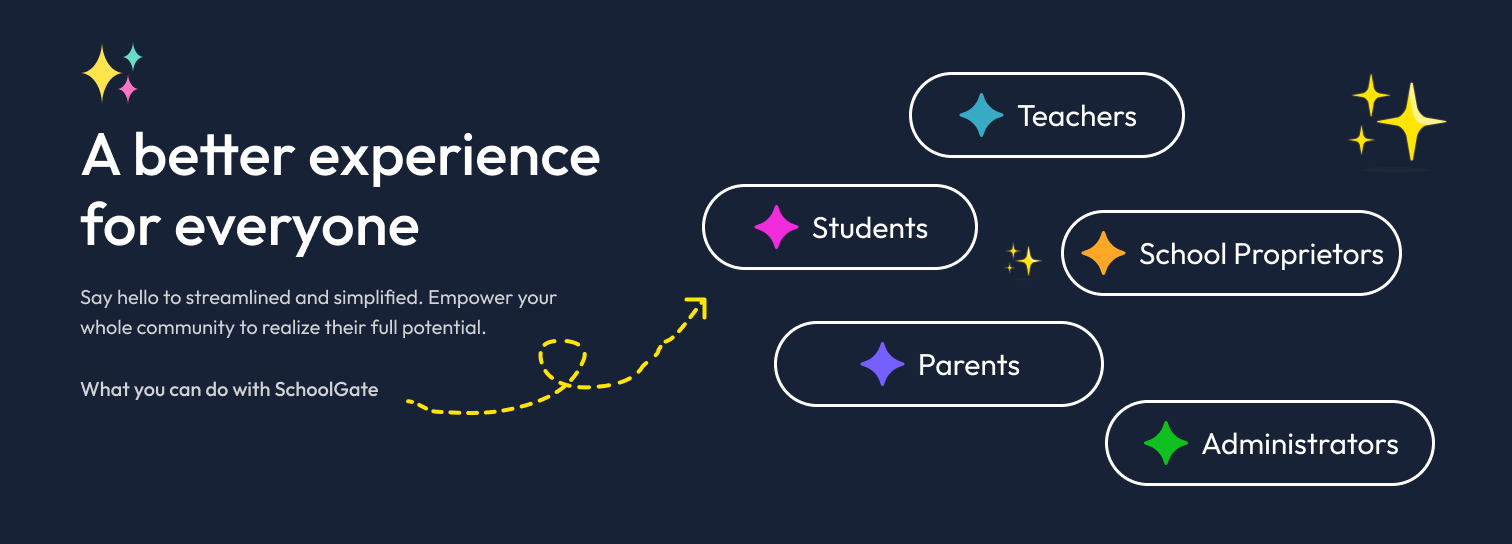 A better experience
for everyone
Say hello to streamlined and simplified. Empower your
whole community to realize their full potential.
What you can do with SchoolGate
Teachers
Students
School Proprietors
Parents
Administrators